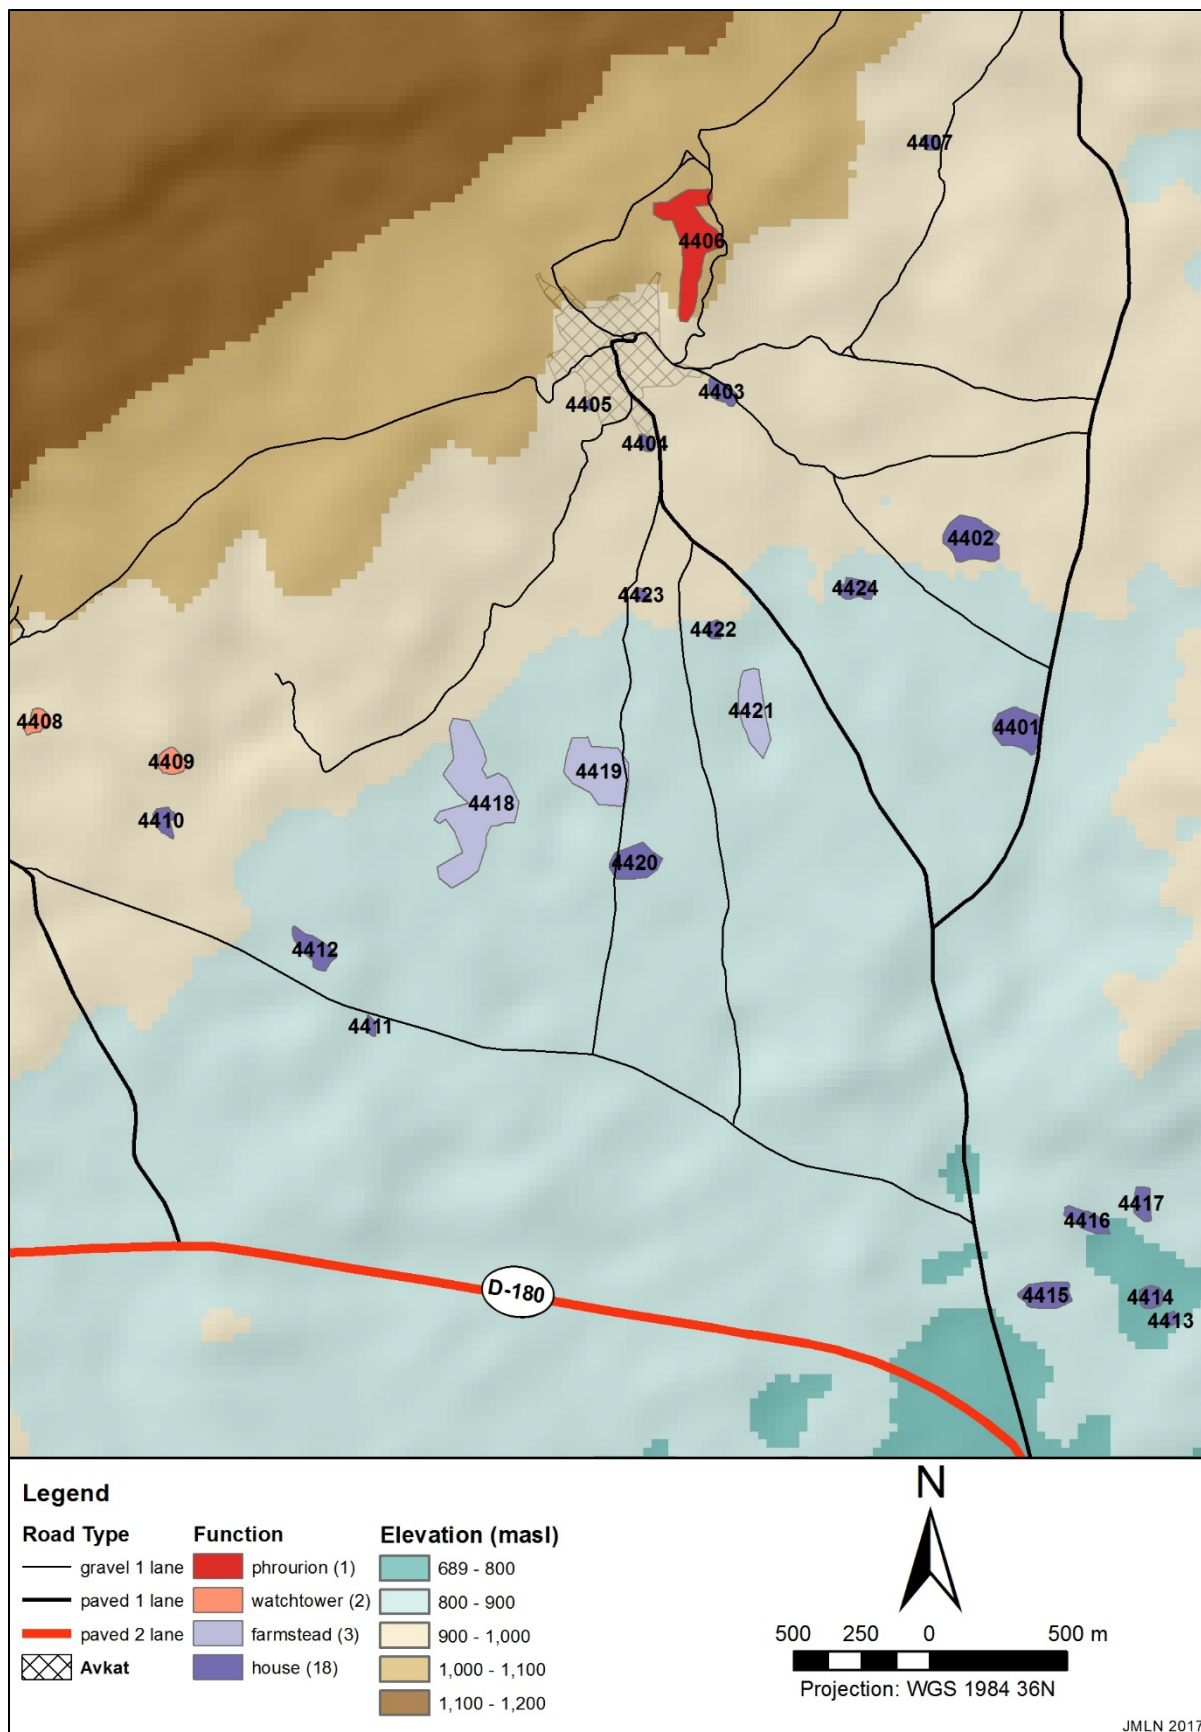 4407
4406
4403
4405
4404
4402
4424
4423
4422
4421
4401
4408
4409
4419
4418
4410
4420
4412
4411
4417
4416
4415
4414
4413
D-180
Legend
Road Type
gravel 1 lane
paved 1 lane
paved 2 lane
Avkat
Function
phrourion (1)
watchtower (2)
farmstead (3)
house (18)
Elevation (masl)
689 - 800
800 - 900
900 - 1,000
1,000 - 1,100
1,100 - 1,200
N
500 250 0 500 m
Projection: WGS 1984 36N
JMLN 2017